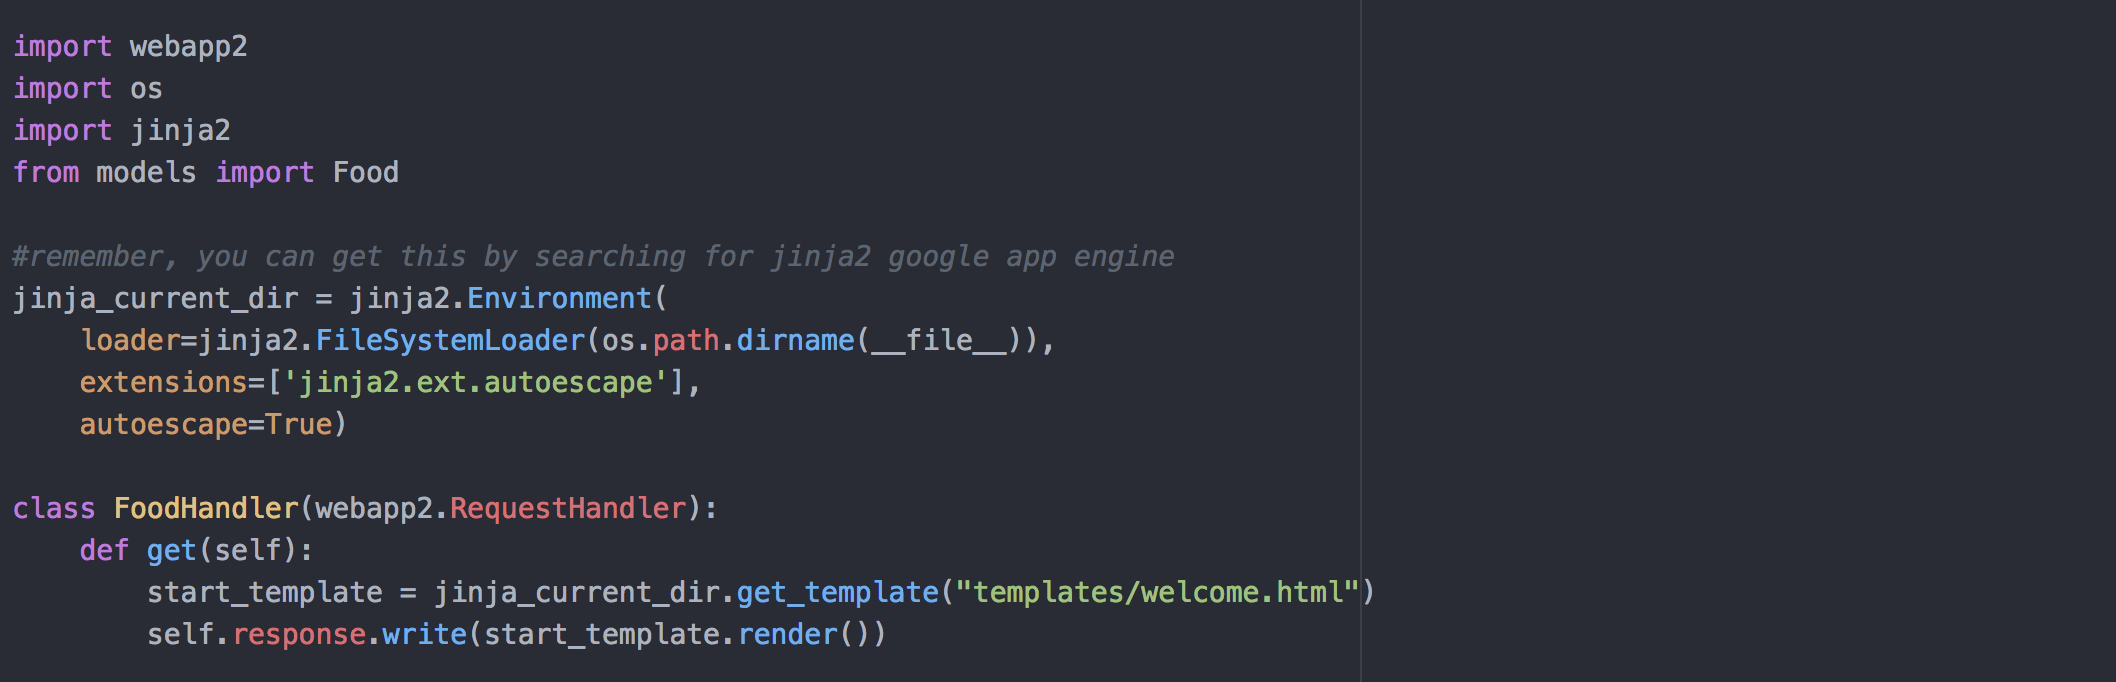 import webapp2
import os
import jinja2
from models import Food

#remember, you can get this by searching for jinja2 google app engine
jinja_current_dir = jinja2.Environment(
    loader=jinja2.FileSystemLoader(os.path.dirname(__file__)),
    extensions=['jinja2.ext.autoescape'],
    autoescape=True)

class FoodHandler(webapp2.RequestHandler):
    def get(self):
        start_template = jinja_current_dir.get_template("templates/welcome.html")
        self.response.write(start_template.render())